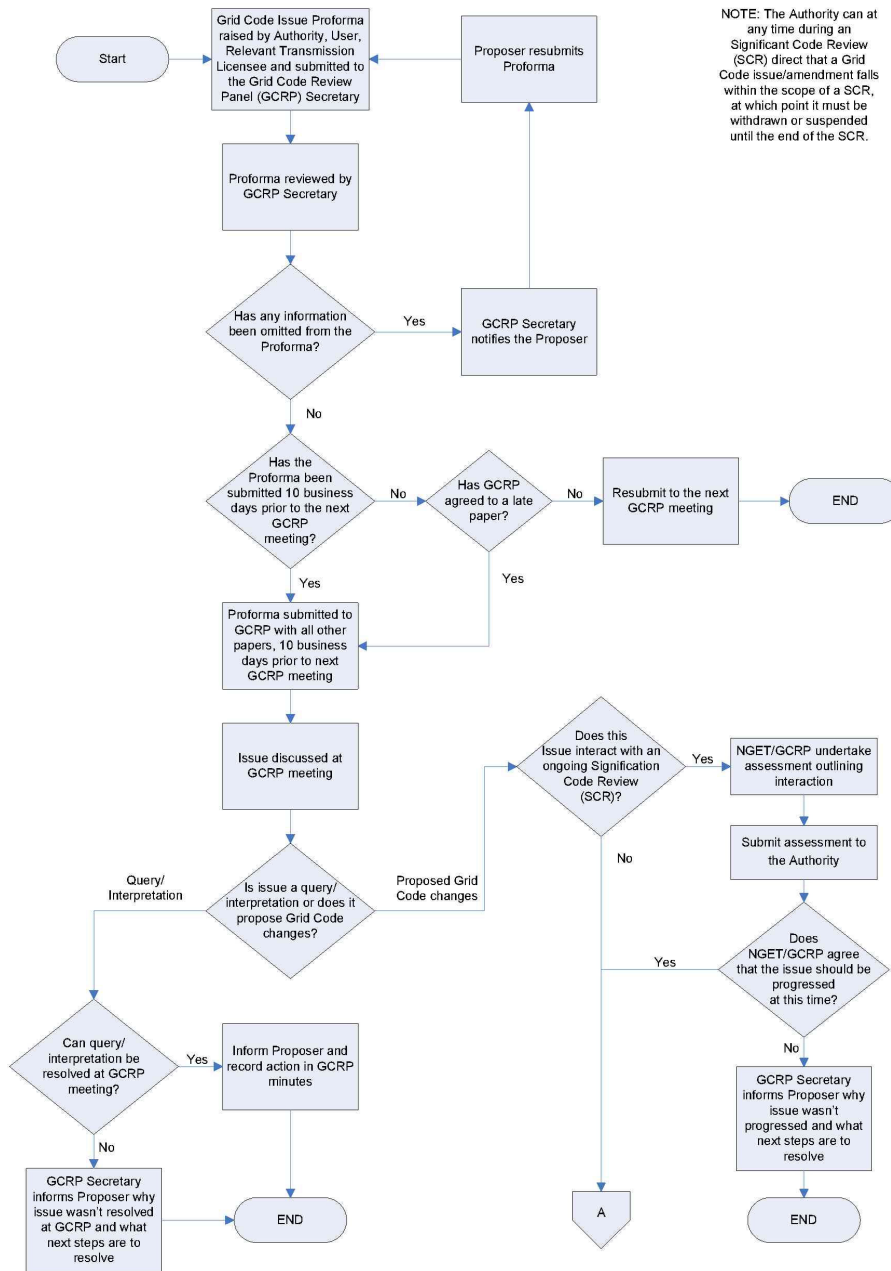 Start
Grid Code Issue Proforma
raised by Authority, User,
Relevant Transmission
Licensee and submitted to
the Grid Code Review
Panel (GCRP) Secretary
Proposer resubmits
Proforma
NOTE: The Authority can at
any time during an
Significant Code Review
(SCR) direct that a Grid
Code issue/amendment falls
within the scope of a SCR,
at which point it must be
withdrawn or suspended
until the end of the SCR.
Proforma reviewed by
GCRP Secretary
Has any information
been omitted from the
Proforma?
Yes
GCRP Secretary
notifies the Proposer
No
Has the
Proforma been
submitted 10 business
days prior to the next
GCRP
meeting?
No
Has GCRP
agreed to a late
paper?
No
Resubmit to the next
GCRP meeting
END
Yes
Yes
Proforma submitted to
GCRP with all other
papers, 10 business
days prior to next
GCRP meeting
Issue discussed at
GCRP meeting
Does this
Issue interact with an
ongoing Signification
Code Review
(SCR)?
Yes
NGET/GCRP undertake
assessment outlining
interaction
Submit assessment to
the Authority
No
Query/
Interpretation
Is issue a query/
interpretation or does it
propose Grid Code
changes?
Proposed Grid
Code changes
Does
NGET/GCRP agree
that the issue should be
progressed
at this time?
Yes
No
Can query/
interpretation be
resolved at GCRP
meeting?
Yes
Inform Proposer and
record action in GCRP
minutes
GCRP Secretary
informs Proposer why
issue wasn't
progressed and what
next steps are to
resolve
No
GCRP Secretary
informs Proposer why
issue wasn't resolved
at GCRP and what
next steps are to
resolve
END
A
END